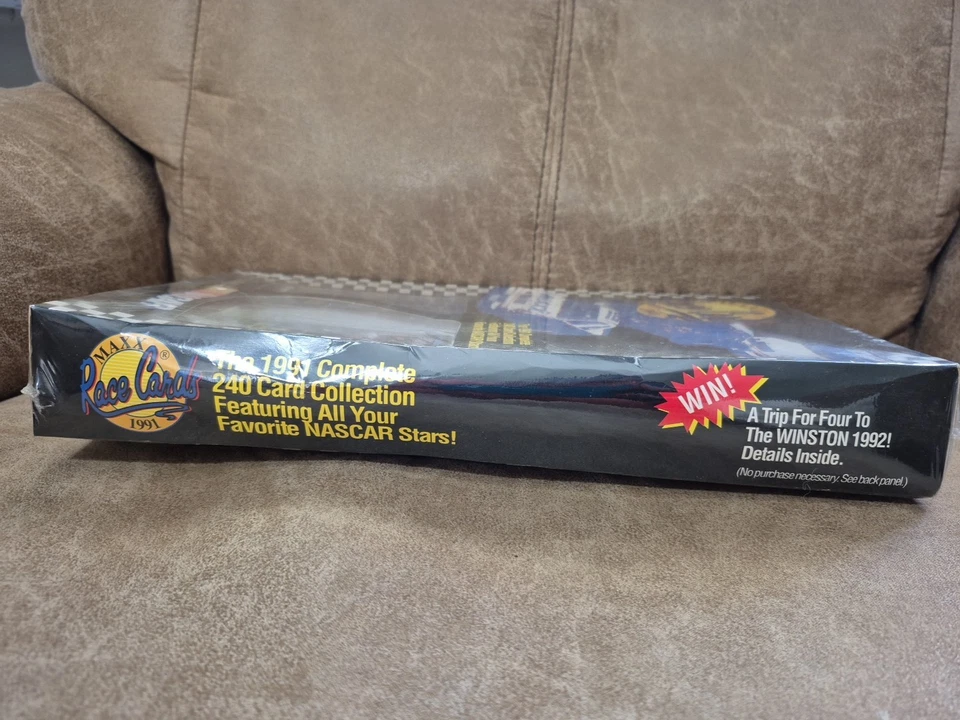 MAXX
Race Cards
®
1991
The 1991 Complete
240 Card Collection
Featuring All Your
Favorite NASCAR Stars!
WIN!
A Trip For Four To
The WINSTON 1992!
Details Inside.
(No purchase necessary. See back panel.)